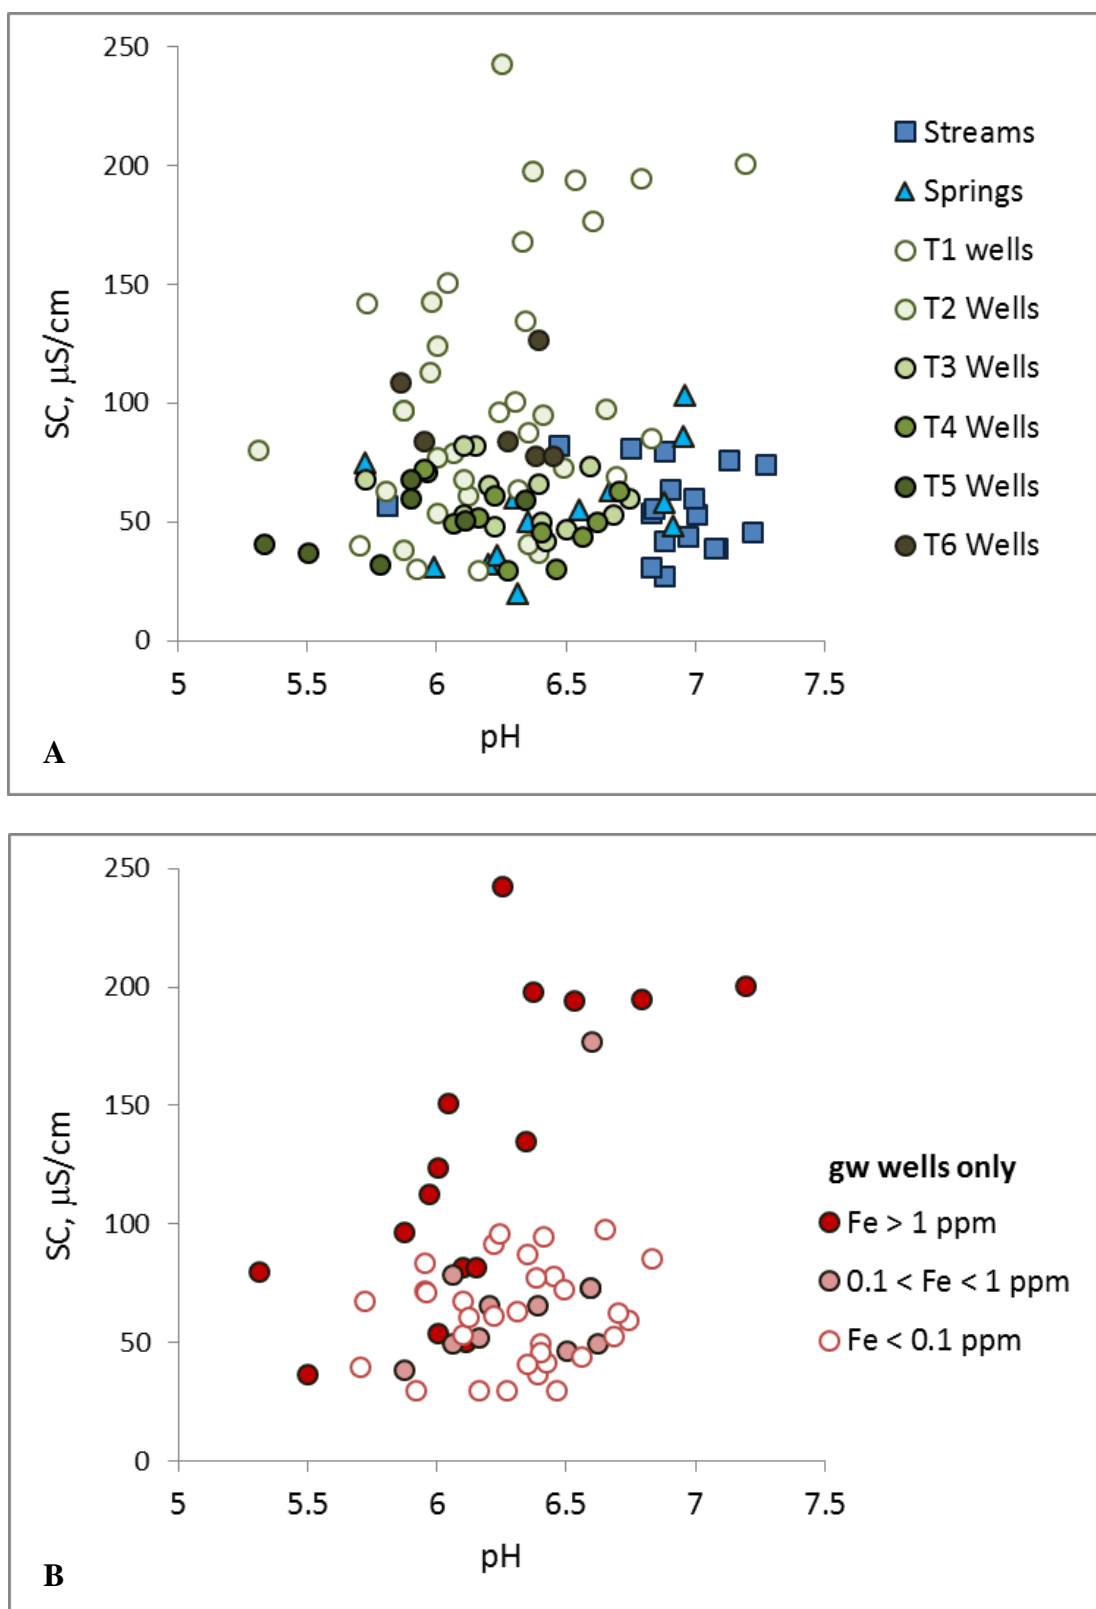 250
200
150
100
50
0
SC, µS/cm
5 5.5 6 6.5 7 7.5
pH
Streams
Springs
T1 wells
T2 Wells
T3 Wells
T4 Wells
T5 Wells
T6 Wells
A
250
200
150
100
50
0
SC, µS/cm
5 5.5 6 6.5 7 7.5
pH
gw wells only
Fe > 1 ppm
0.1 < Fe < 1 ppm
Fe < 0.1 ppm
B